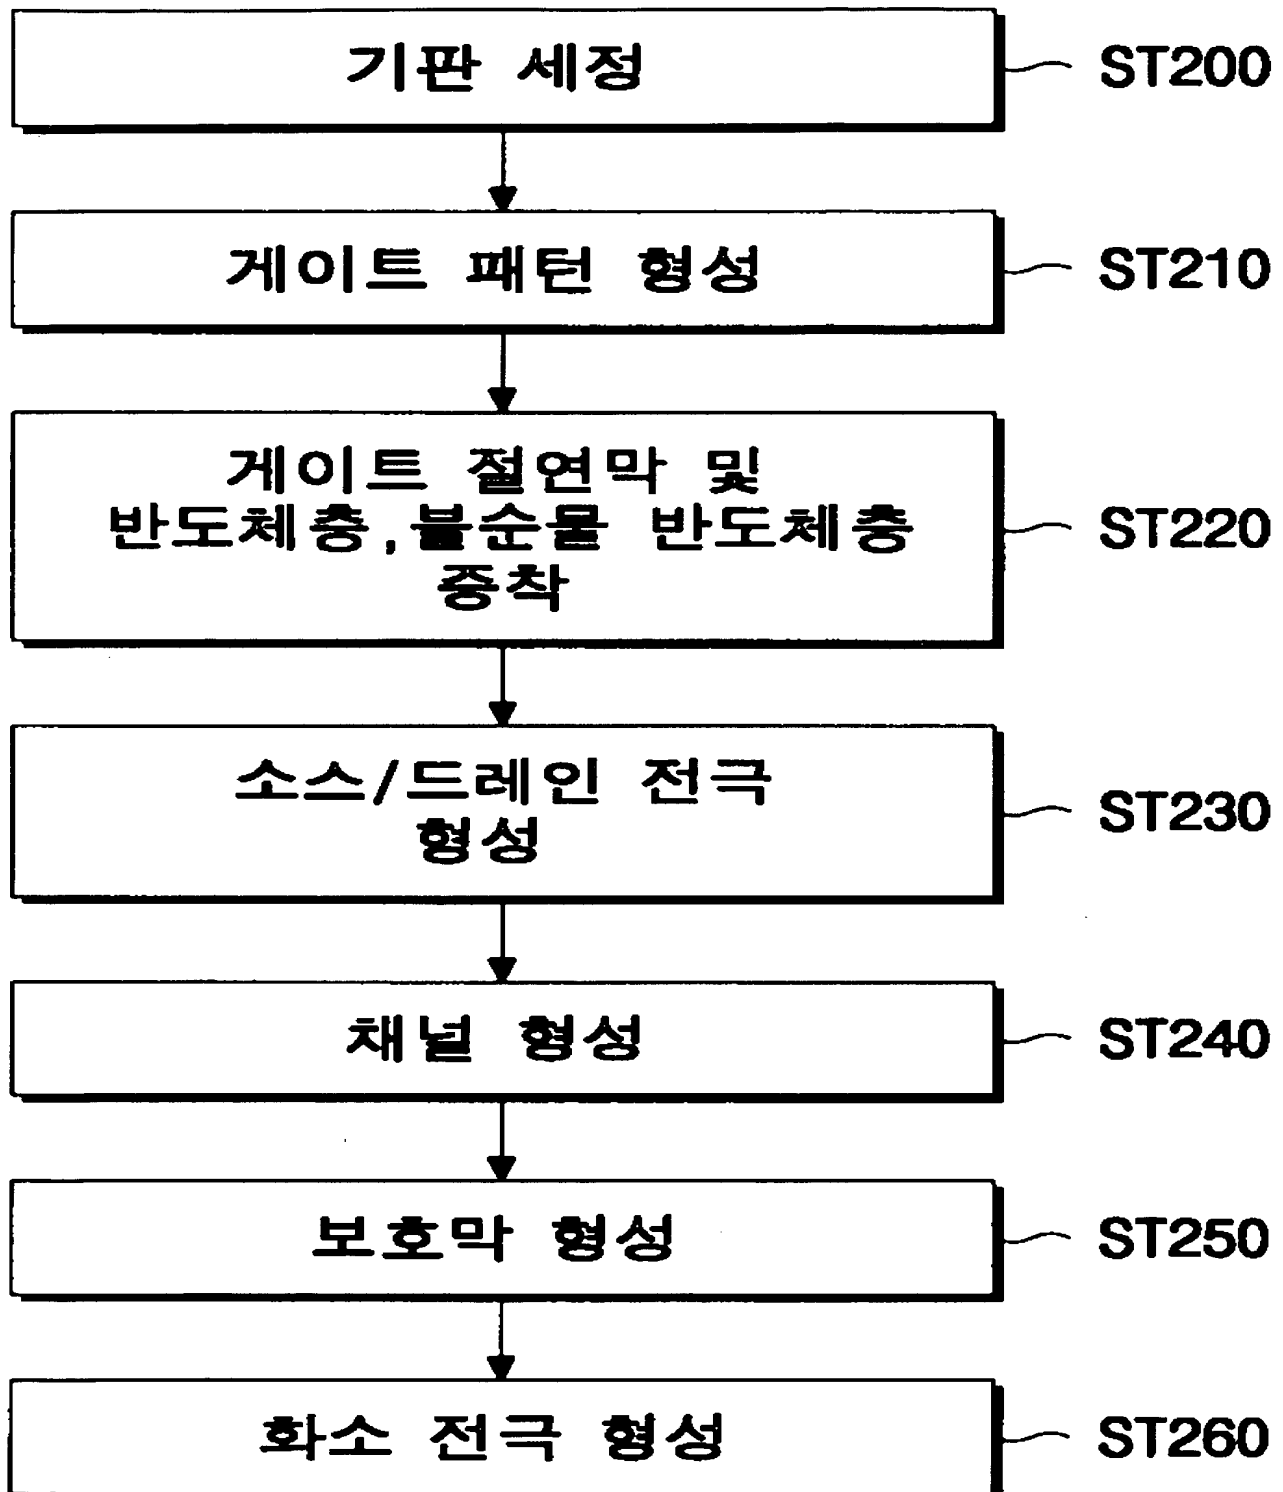 기판 세정
ST200
게이트 패턴 형성
ST210
게이트 절연막 및
반도체층,불순물 반도체층
증착
ST220
소스/드레인 전극
형성
ST230
채널 형성
ST240
보호막 형성
ST250
화소 전극 형성
ST260